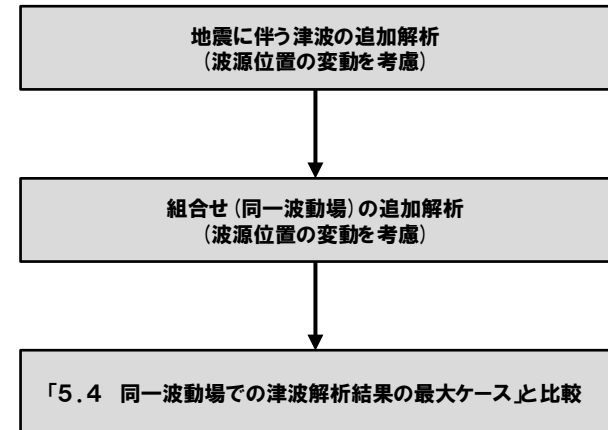 地震に伴う津波の追加解析
(波源位置の変動を考慮)
組合せ(同一波動場)の追加解析
(波源位置の変動を考慮)
「5.4 同一波動場での津波解析結果の最大ケース」と比較